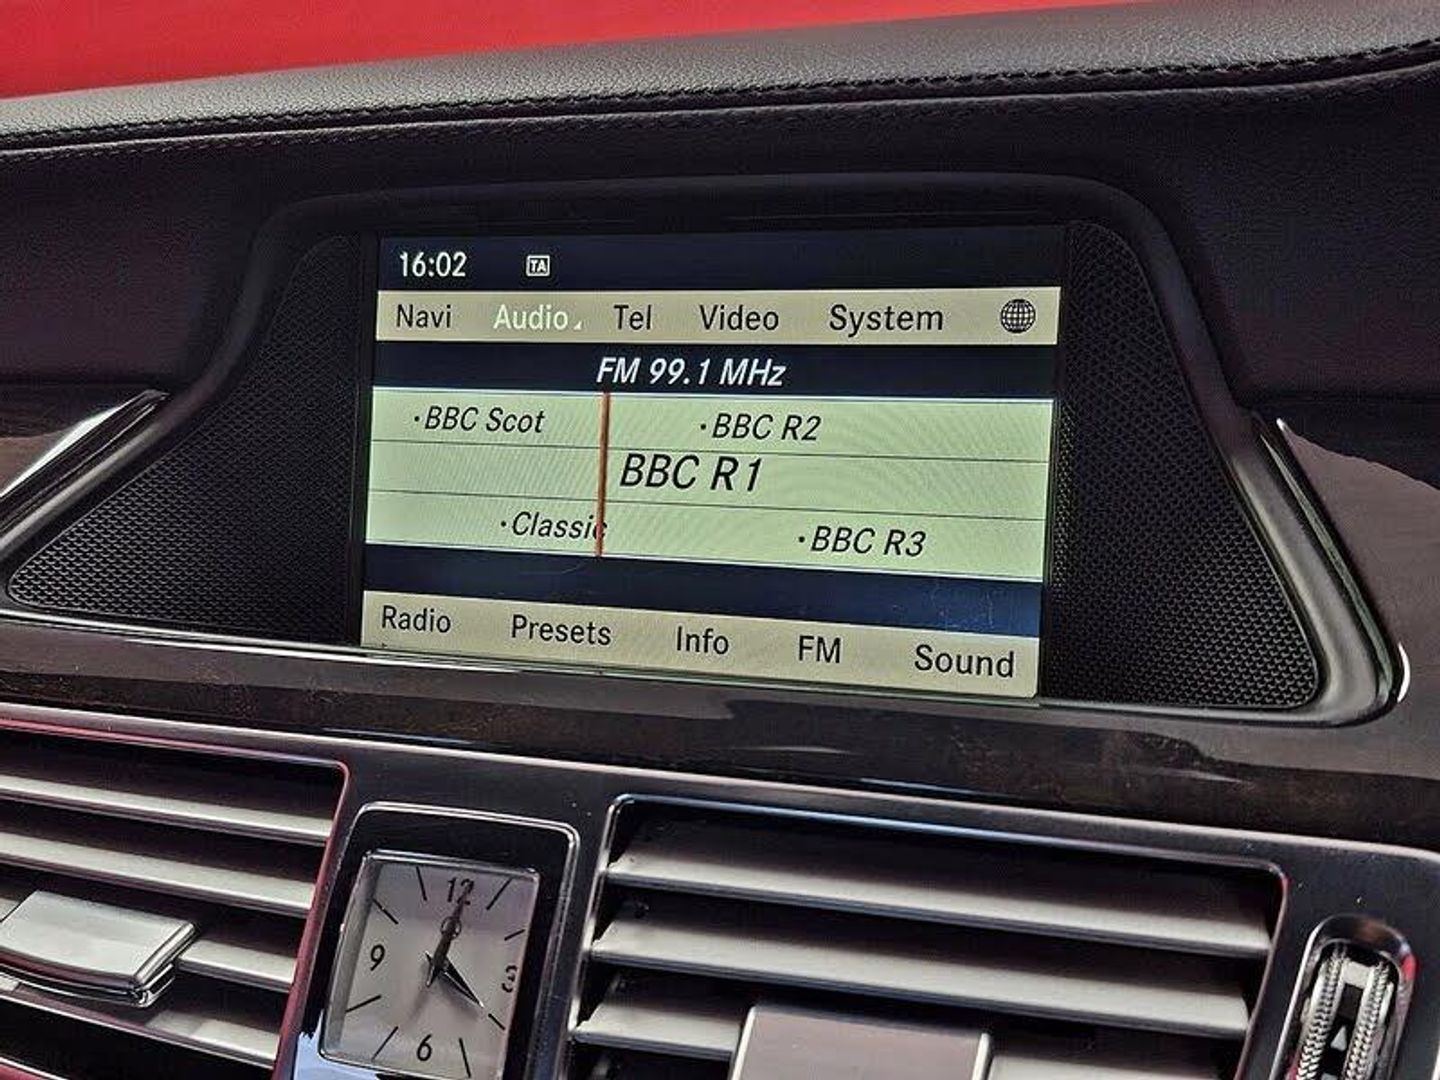 16:02 TA
Navi Audio Tel Video System
FM 99.1 MHz
·BBC Scot ·BBC R2
BBC R1
·Classic ·BBC R3
Radio Presets Info FM Sound
12
9 3
6